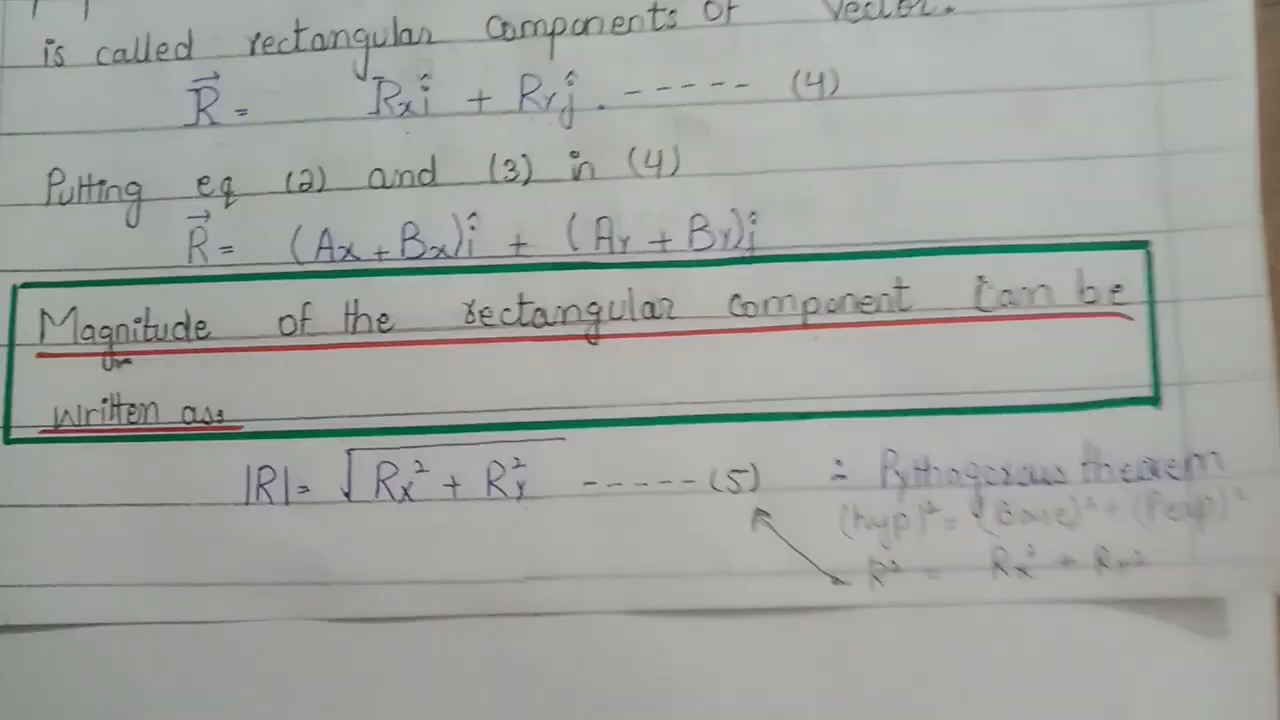 is called rectangular components of vector.
R⃗ = Rxî + Ryĵ . ----- (4)
Putting eq (2) and (3) in (4)
R⃗ = (Ax + Bx)î + (Ay + By)ĵ
Magnitude of the rectangular component can be
or
written as:
|R| = √Rx² + Ry² ----- (5) ∴ Pythagorous theorem
(hyp)² = (Base)² + (Perp)²
R² = Rx² + Ry²